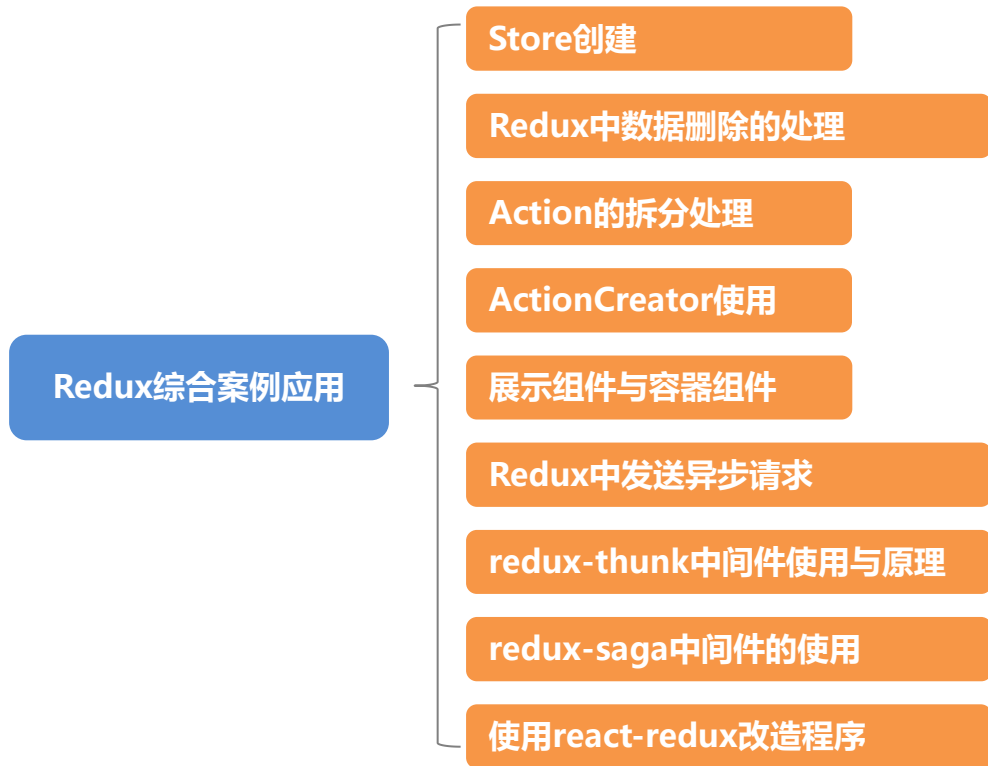 Store创建
Redux中数据删除的处理
Action的拆分处理
ActionCreator使用
Redux综合案例应用
展示组件与容器组件
Redux中发送异步请求
redux-thunk中间件使用与原理
redux-saga中间件的使用
使用react-redux改造程序